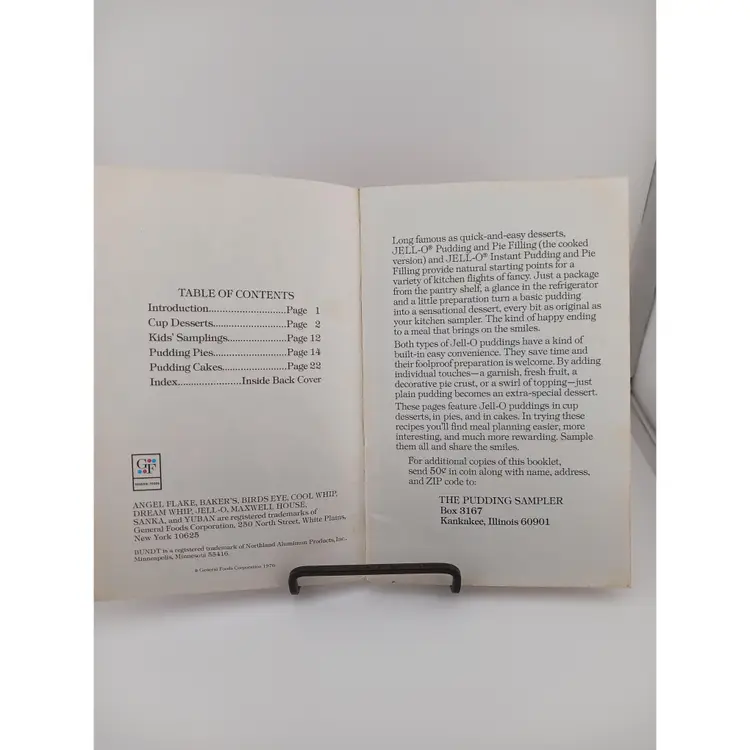 TABLE OF CONTENTS
Introduction............................Page 1
Cup Desserts..........................Page 2
Kids' Samplings.....................Page 12
Pudding Pies..........................Page 14
Pudding Cakes.......................Page 22
Index.......................Inside Back Cover
GF
GENERAL FOODS
ANGEL FLAKE, BAKER'S, BIRDS EYE, COOL WHIP,
DREAM WHIP, JELL-O, MAXWELL HOUSE,
SANKA, and YUBAN are registered trademarks of
General Foods Corporation, 250 North Street, White Plains,
New York 10625
BUNDT is a registered trademark of Northland Aluminum Products, Inc.,
Minneapolis, Minnesota 55416.
© General Foods Corporation
Long famous as quick-and-easy desserts,
JELL-O® Pudding and Pie Filling (the cooked
version) and JELL-O® Instant Pudding and Pie
Filling provide natural starting points for a
variety of kitchen flights of fancy. Just a package
from the pantry shelf, a glance in the refrigerator
and a little preparation turn a basic pudding
into a sensational dessert, every bit as original as
your kitchen sampler. The kind of happy ending
to a meal that brings on the smiles.
Both types of Jell-O puddings have a kind of
built-in easy convenience. They save time and
their foolproof preparation is welcome. By adding
individual touches—a garnish, fresh fruit, a
decorative pie crust, or a swirl of topping—just
plain pudding becomes an extra-special dessert.
These pages feature Jell-O puddings in cup
desserts, in pies, and in cakes. In trying these
recipes you'll find meal planning easier, more
interesting, and much more rewarding. Sample
them all and share the smiles.
For additional copies of this booklet,
send 50¢ in coin along with name, address,
and ZIP code to:
THE PUDDING SAMPLER
Box 3167
Kankakee, Illinois 60901